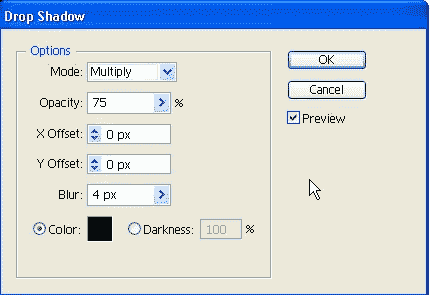 Drop Shadow
Options
Mode: Multiply
Opacity: 75 %
X Offset: 0 px
Y Offset: 0 px
Blur: 4 px
Color: Darkness: 100 %
OK
Cancel
Preview